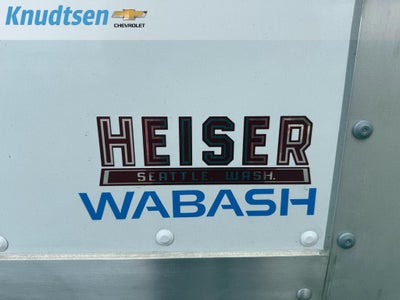 Knudtsen
CHEVROLET
HEISER
SEATTLE, WASH.
WABASH